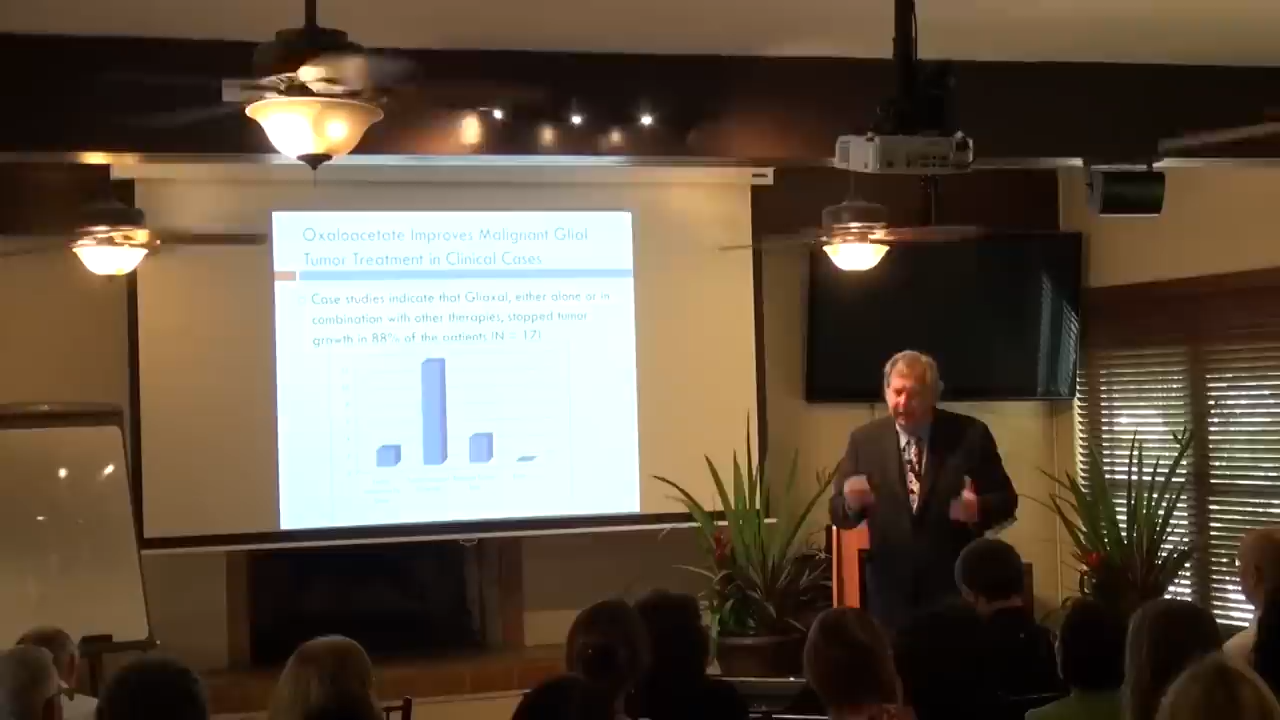 Oxaloacetate Improves Malignant Glial
Tumor Treatment in Clinical Cases
Case studies indicate that Gliaxal, either alone or in
combination with other therapies, stopped tumor
growth in 88% of the patients (N = 17)